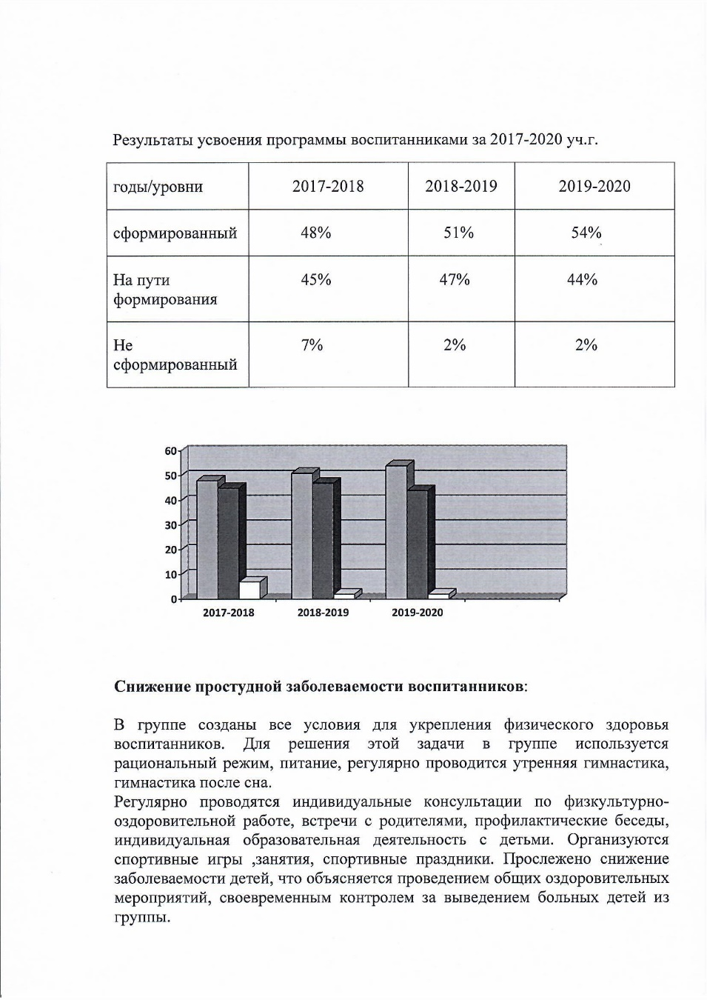 Результаты усвоения программы воспитанниками за 2017-2020 уч.г.
годы/уровни 2017-2018 2018-2019 2019-2020
сформированный 48% 51% 54%
На пути 45% 47% 44%
формирования
Не 7% 2% 2%
сформированный
60
50
40
30
20
10
0
2017-2018 2018-2019 2019-2020
Снижение простудной заболеваемости воспитанников:
В группе созданы все условия для укрепления физического здоровья
воспитанников. Для решения этой задачи в группе используется
рациональный режим, питание, регулярно проводится утренняя гимнастика,
гимнастика после сна.
Регулярно проводятся индивидуальные консультации по физкультурно-
оздоровительной работе, встречи с родителями, профилактические беседы,
индивидуальная образовательная деятельность с детьми. Организуются
спортивные игры ,занятия, спортивные праздники. Прослежено снижение
заболеваемости детей, что объясняется проведением общих оздоровительных
мероприятий, своевременным контролем за выведением больных детей из
группы.